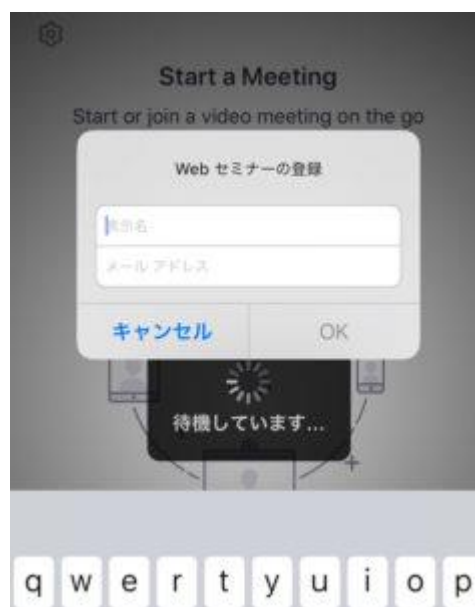 Start a Meeting
Start or join a video meeting on the go
Web セミナーの登録
表示名
メール アドレス
キャンセル OK
待機しています...
q w e r t y u i o p